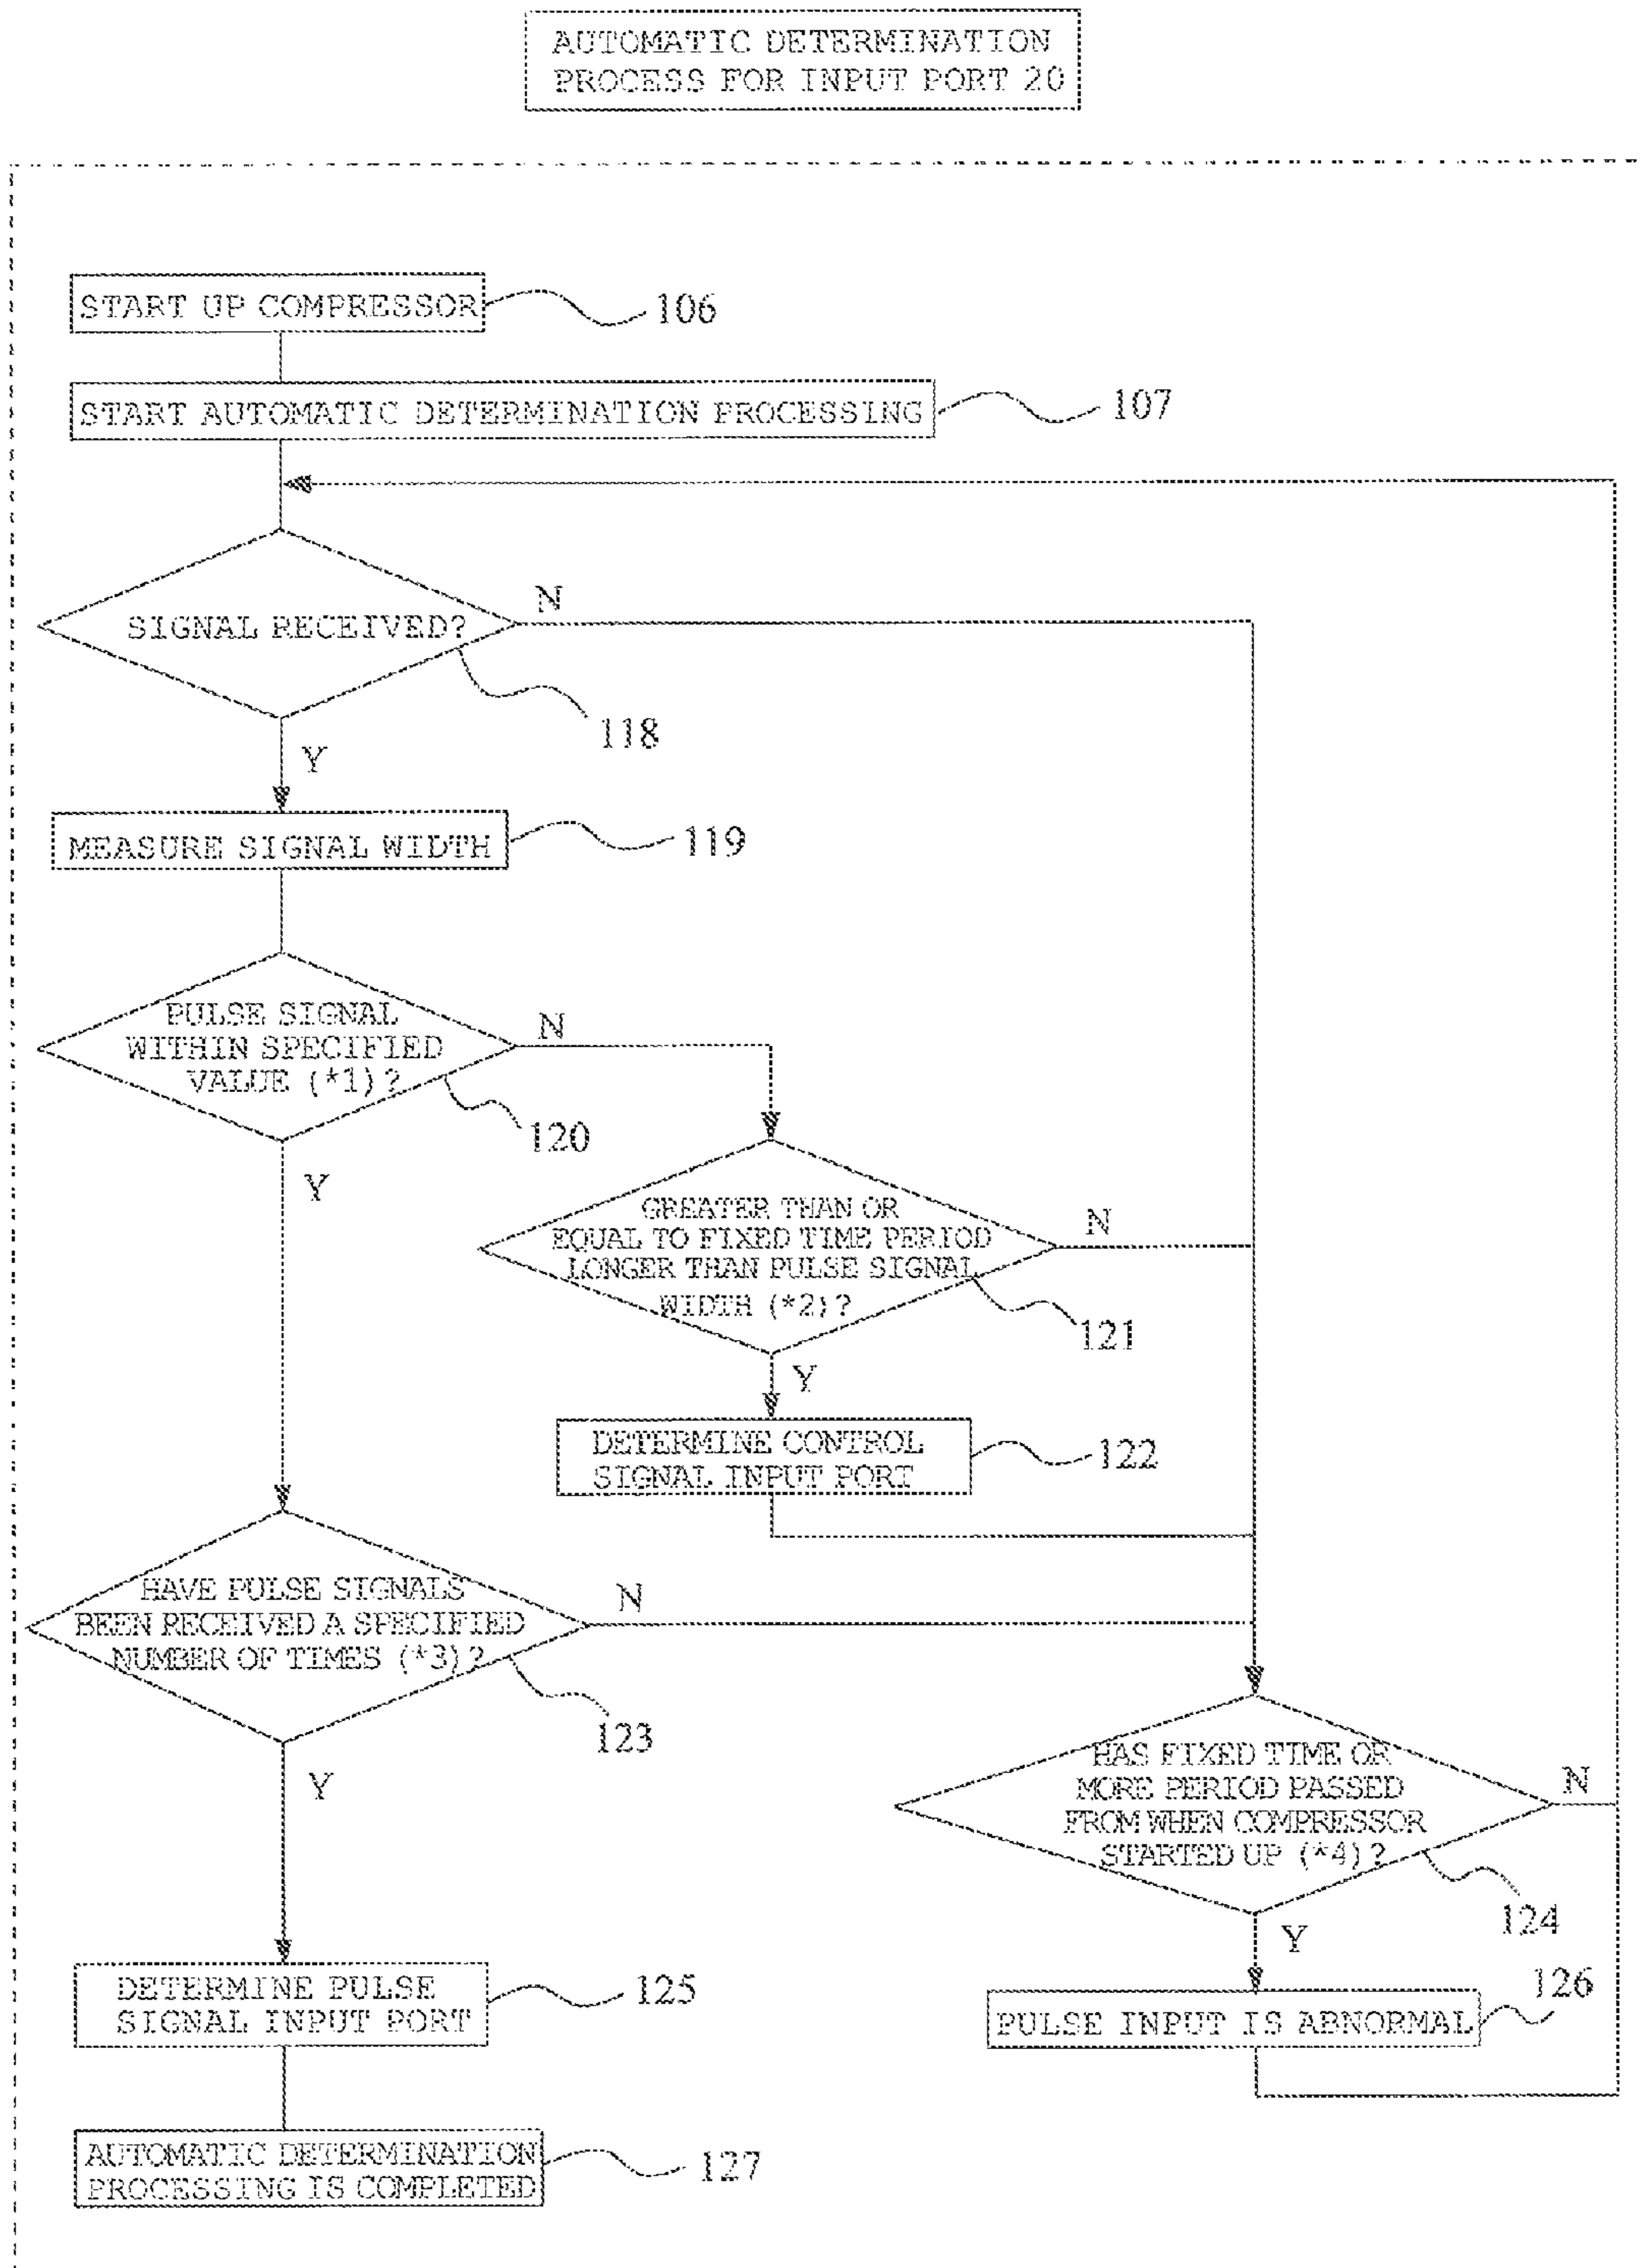 AUTOMATIC DETERMINATION
PROCESS FOR INPUT PORT 20
START UP COMPRESSOR
106
START AUTOMATIC DETERMINATION PROCESSING
107
SIGNAL RECEIVED?
N
118
Y
MEASURE SIGNAL WIDTH
119
PULSE SIGNAL
WITHIN SPECIFIED
VALUE (*1)?
N
120
Y
GREATER THAN OR
EQUAL TO FIXED TIME PERIOD
LONGER THAN PULSE SIGNAL
WIDTH (*2)?
N
121
Y
DETERMINE CONTROL
SIGNAL INPUT PORT
122
HAVE PULSE SIGNALS
BEEN RECEIVED A SPECIFIED
NUMBER OF TIMES (*3)?
N
123
Y
HAS FIXED TIME OR
MORE PERIOD PASSED
FROM WHEN COMPRESSOR
STARTED UP (*4)?
N
124
Y
DETERMINE PULSE
SIGNAL INPUT PORT
125
PULSE INPUT IS ABNORMAL
126
AUTOMATIC DETERMINATION
PROCESSING IS COMPLETED
127